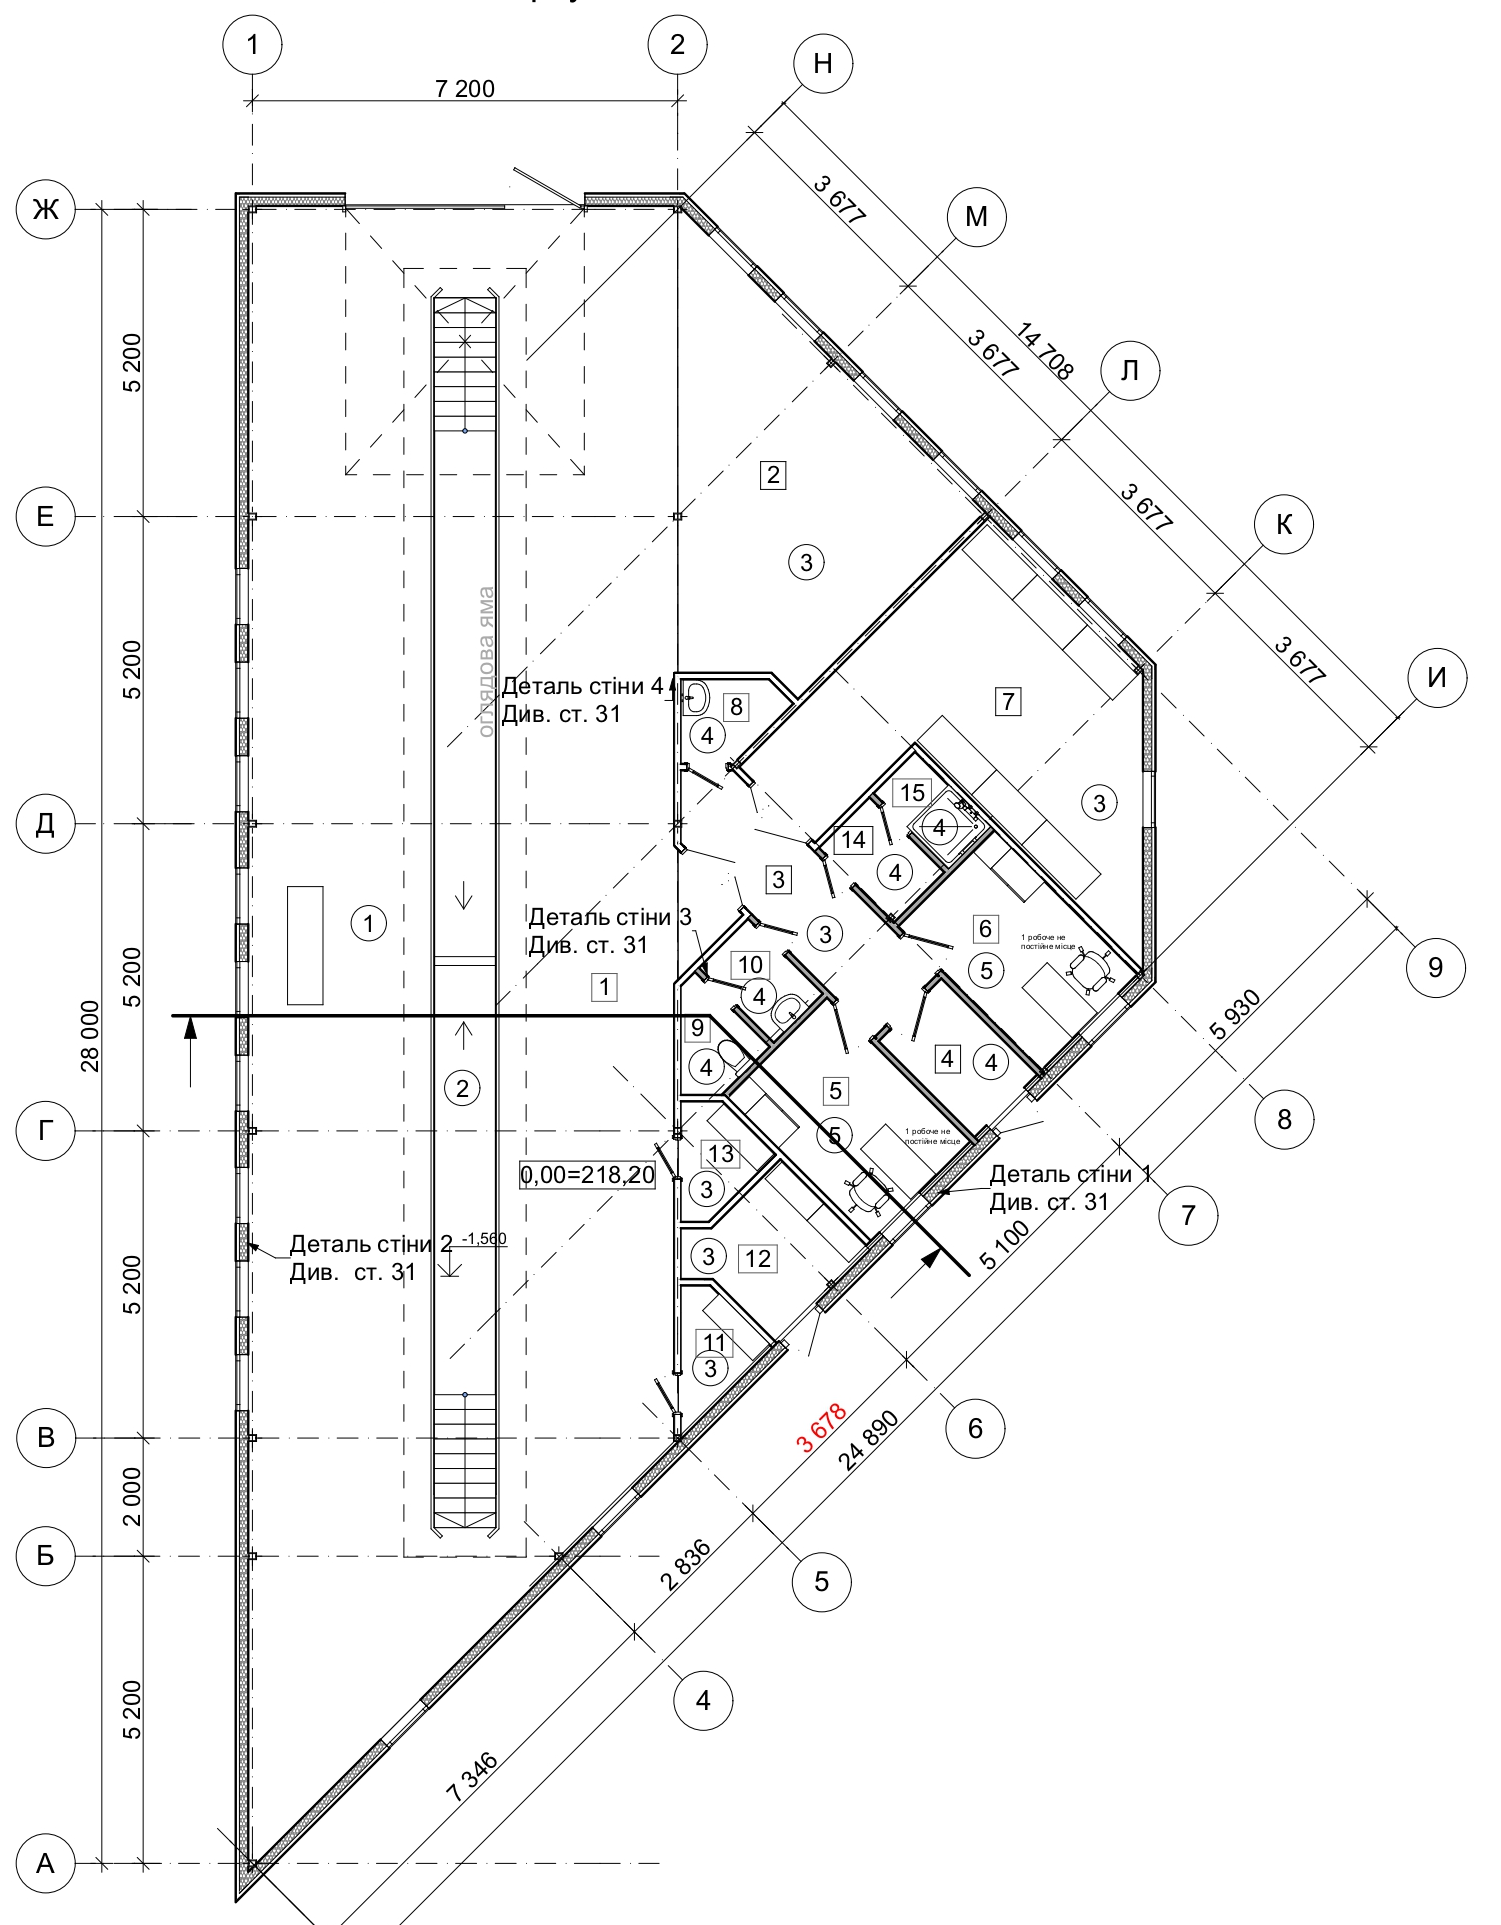 1
2
Н
7 200
М
Ж
3 677
14 708
3 677
Л
5 200
2
3 677
К
Е
3
3 677
И
оглядова яма
5 200
Деталь стіни 4
Див. ст. 31
8
4
7
Д
15
3
4
14
4
3
1
Деталь стіни 3
Див. ст. 31
3
6
1 робоче не
постійне місце
5
9
10
4
5 200
1
28 000
9
4
4
4
5 930
2
5
8
Г
5
1 робоче не
постійне місце
13
3
0,00=218,20
Деталь стіни 1
Див. ст. 31
7
Деталь стіни 2
Див. ст. 31
-1,560
3
12
5 100
5 200
11
3
3 678
24 890
6
В
2 000
Б
2 836
5
4
5 200
7 346
А